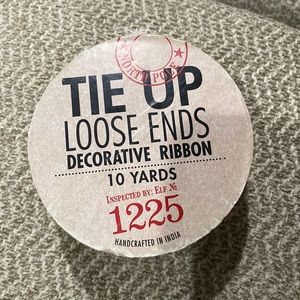 NORTH POLE
TIE UP
LOOSE ENDS
DECORATIVE RIBBON
10 YARDS
INSPECTED BY: ELF №
1225
HANDCRAFTED IN INDIA